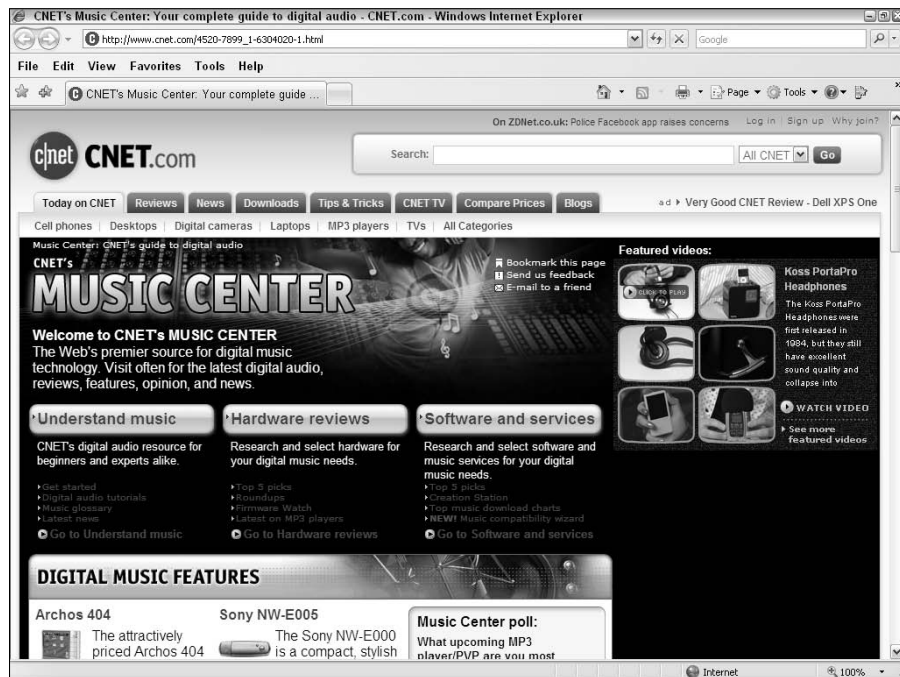 CNET's Music Center: Your complete guide to digital audio - CNET.com - Windows Internet Explorer
http://www.cnet.com/4520-7899_1-6304020-1.html
Google
File Edit View Favorites Tools Help
CNET's Music Center: Your complete guide ...
Page Tools
On ZDNet.co.uk: Police Facebook app raises concerns Log in | Sign up Why join?
c|net CNET.com
Search: All CNET Go
Today on CNET Reviews News Downloads Tips & Tricks CNET TV Compare Prices Blogs
ad Very Good CNET Review - Dell XPS One
Cell phones | Desktops | Digital cameras | Laptops | MP3 players | TVs | All Categories
Music Center: CNET's guide to digital audio
CNET's
MUSIC CENTER
Bookmark this page
Send us feedback
E-mail to a friend
Welcome to CNET's MUSIC CENTER
The Web's premier source for digital music
technology. Visit often for the latest digital audio,
reviews, features, opinion, and news.
Featured videos:
CLICK TO PLAY
Koss PortaPro
Headphones
The Koss PortaPro
Headphones were
first released in
1984, but they still
have excellent
sound quality and
collapse into
WATCH VIDEO
See more
featured videos
Understand music
CNET's digital audio resource for
beginners and experts alike.
Get started
Digital audio tutorials
Music glossary
Latest news
Go to Understand music
Hardware reviews
Research and select hardware for
your digital music needs.
Top 5 picks
Roundups
Firmware Watch
Latest on MP3 players
Go to Hardware reviews
Software and services
Research and select software and
music services for your digital
music needs.
Top 5 picks
Creation Station
Top music download charts
NEW! Music compatibility wizard
Go to Software and services
DIGITAL MUSIC FEATURES
Archos 404
The attractively
priced Archos 404
Sony NW-E005
The Sony NW-E000
is a compact, stylish
Music Center poll:
What upcoming MP3
player/PVP are you most
Internet 100%